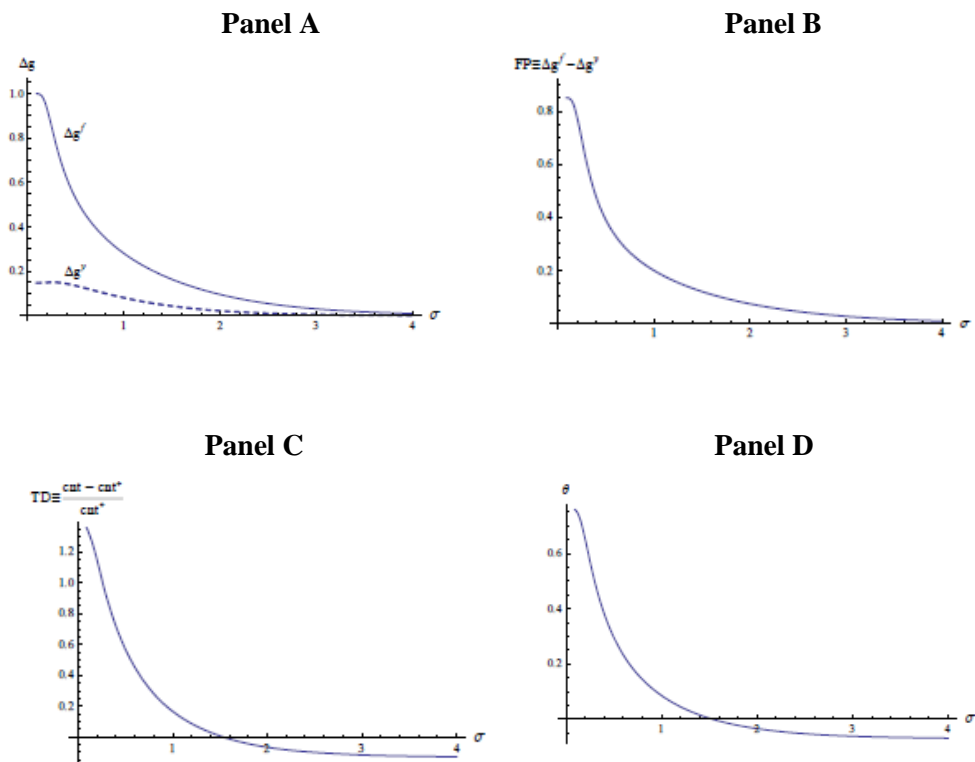 Panel A
Δg
1.0
0.8
0.6
0.4
0.2
Δg^f
Δg^y
1
2
3
4
σ
Panel B
FP≡Δg^f−Δg^y
0.8
0.6
0.4
0.2
1
2
3
4
σ
Panel C
TD≡(cnt − cnt*)/cnt*
1.2
1.0
0.8
0.6
0.4
0.2
1
2
3
4
σ
Panel D
θ
0.6
0.4
0.2
1
2
3
4
σ